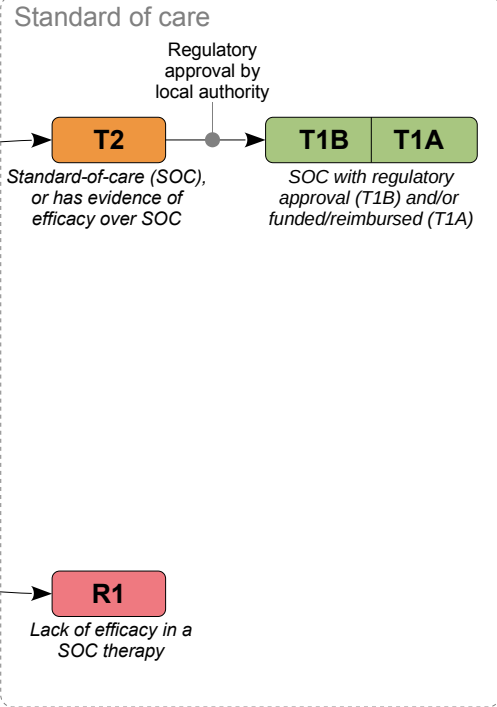 Standard of care
Regulatory
approval by
local authority
T2
T1B
T1A
Standard-of-care (SOC),
or has evidence of
efficacy over SOC
SOC with regulatory
approval (T1B) and/or
funded/reimbursed (T1A)
R1
Lack of efficacy in a
SOC therapy